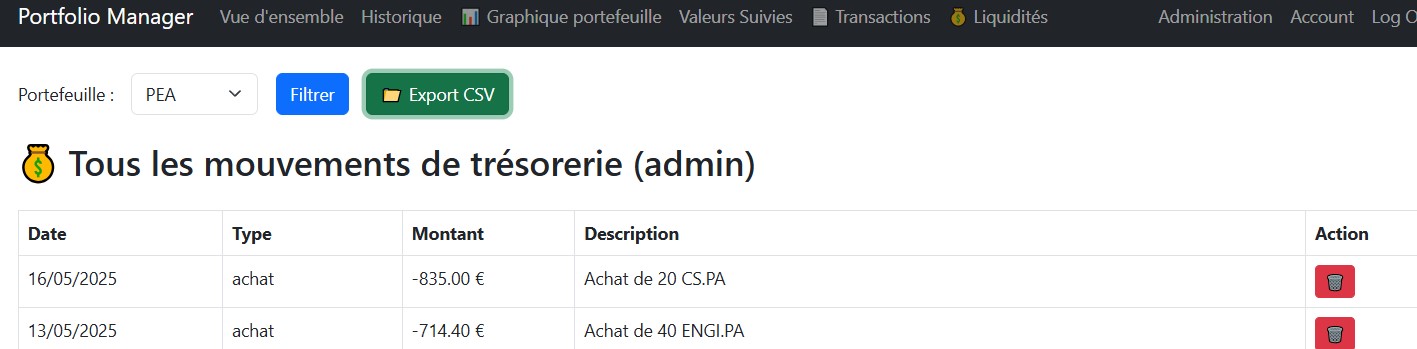 Portfolio Manager Vue d'ensemble Historique 📊 Graphique portefeuille Valeurs Suivies 📄 Transactions 💰 Liquidités Administration Account Log O
Portefeuille : PEA Filtrer 📁 Export CSV
💰 Tous les mouvements de trésorerie (admin)
Date Type Montant Description Action
16/05/2025 achat -835.00 € Achat de 20 CS.PA
13/05/2025 achat -714.40 € Achat de 40 ENGI.PA